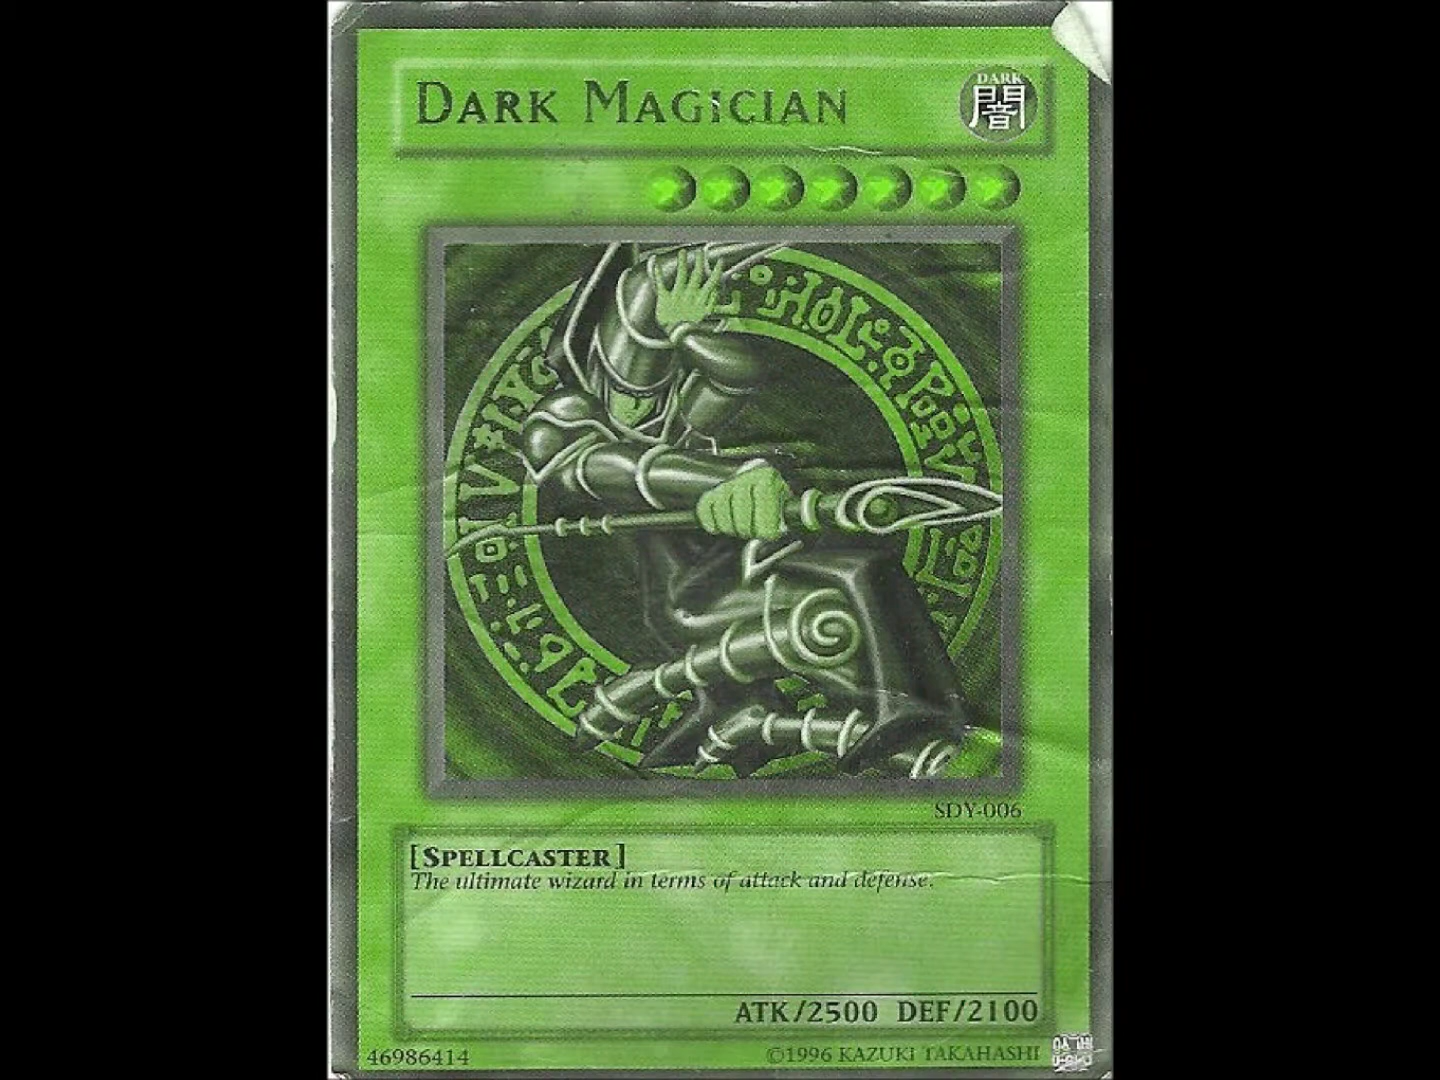 DARK MAGICIAN
DARK
闇
SDY-006
[SPELLCASTER]
The ultimate wizard in terms of attack and defense.
ATK/2500 DEF/2100
46986414
©1996 KAZUKI TAKAHASHI